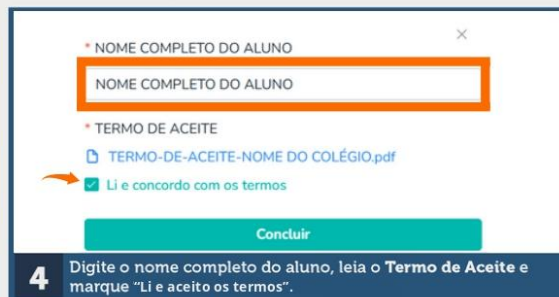 * NOME COMPLETO DO ALUNO
NOME COMPLETO DO ALUNO
* TERMO DE ACEITE
TERMO-DE-ACEITE-NOME DO COLÉGIO.pdf
Li e concordo com os termos
Concluir
4 Digite o nome completo do aluno, leia o Termo de Aceite e
marque "Li e aceito os termos".